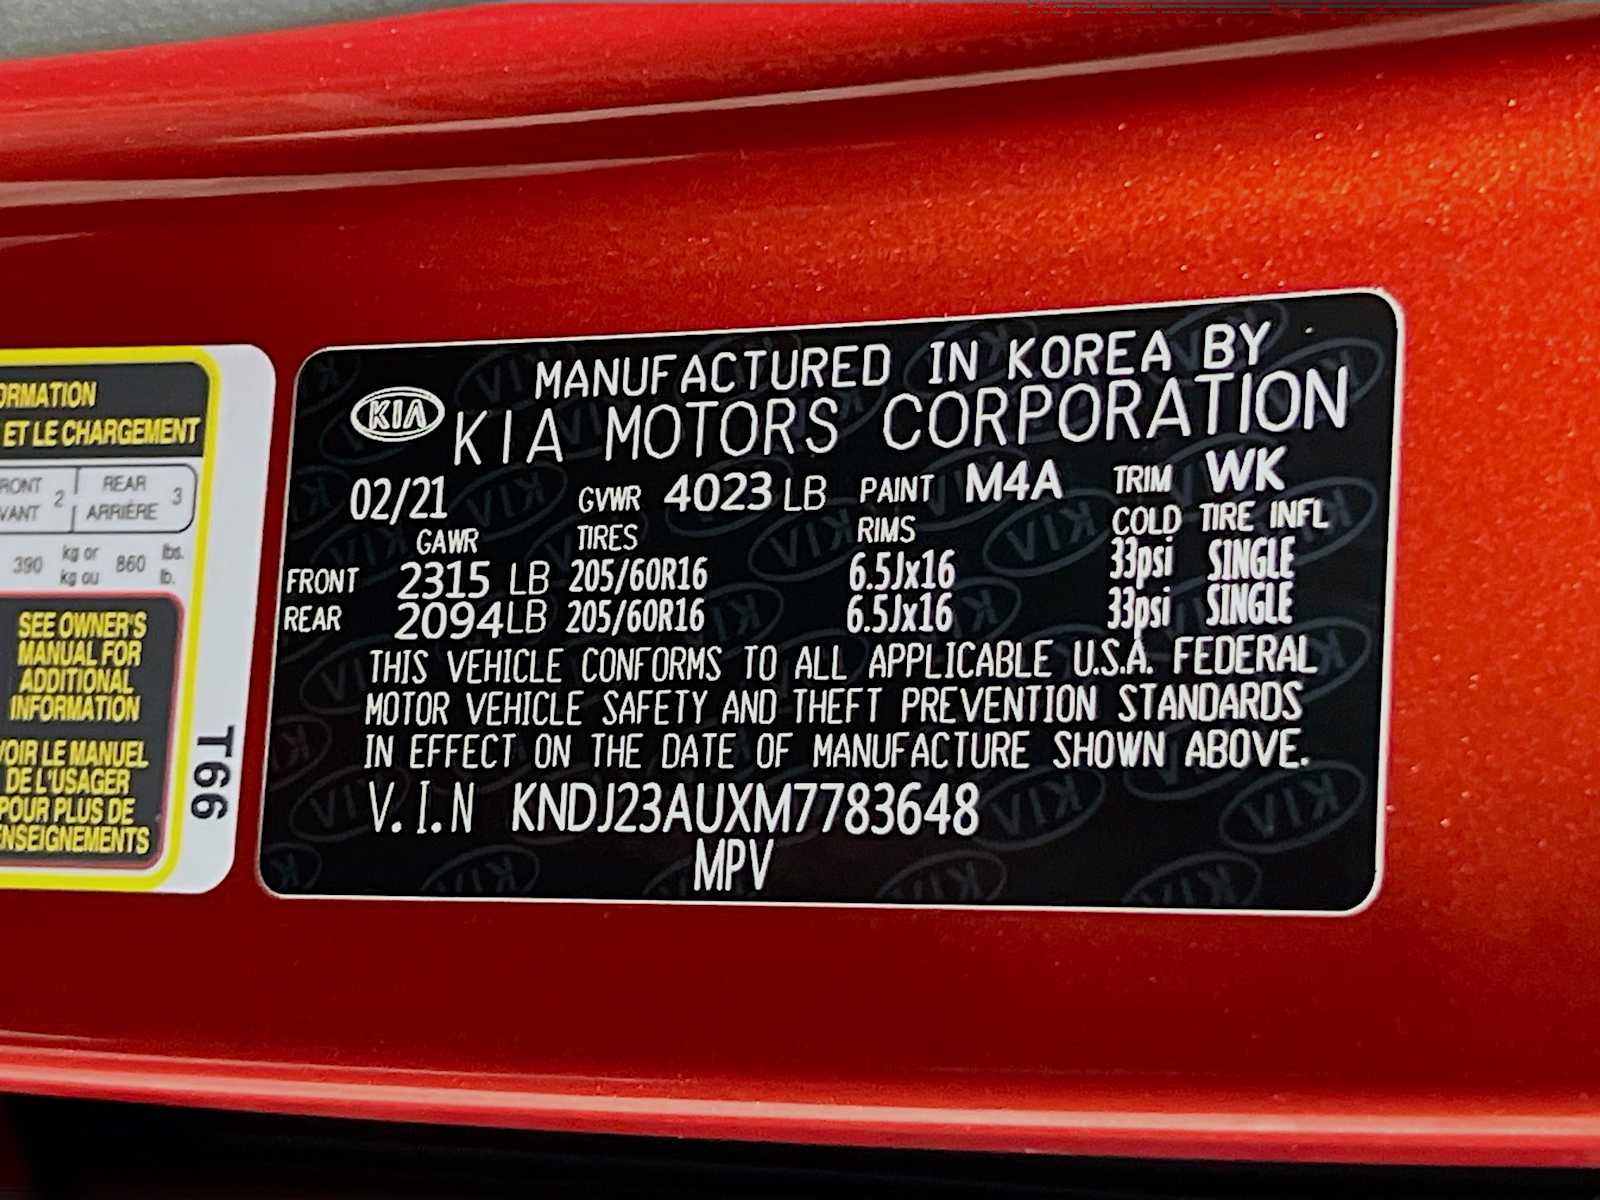 ORMATION
ET LE CHARGEMENT
RONT 2 REAR 3
VANT ARRIÈRE
390 kg or 860 lbs.
kg ou lb.
SEE OWNER'S
MANUAL FOR
ADDITIONAL
INFORMATION
VOIR LE MANUEL
DE L'USAGER
POUR PLUS DE
ENSEIGNEMENTS
T66
MANUFACTURED IN KOREA BY
KIA KIA MOTORS CORPORATION
02/21 GVWR 4023 LB PAINT M4A TRIM WK
GAWR TIRES RIMS COLD TIRE INFL
FRONT 2315 LB 205/60R16 6.5Jx16 33psi SINGLE
REAR 2094LB 205/60R16 6.5Jx16 33psi SINGLE
THIS VEHICLE CONFORMS TO ALL APPLICABLE U.S.A. FEDERAL
MOTOR VEHICLE SAFETY AND THEFT PREVENTION STANDARDS
IN EFFECT ON THE DATE OF MANUFACTURE SHOWN ABOVE.
V.I.N KNDJ23AUXM7783648
MPV